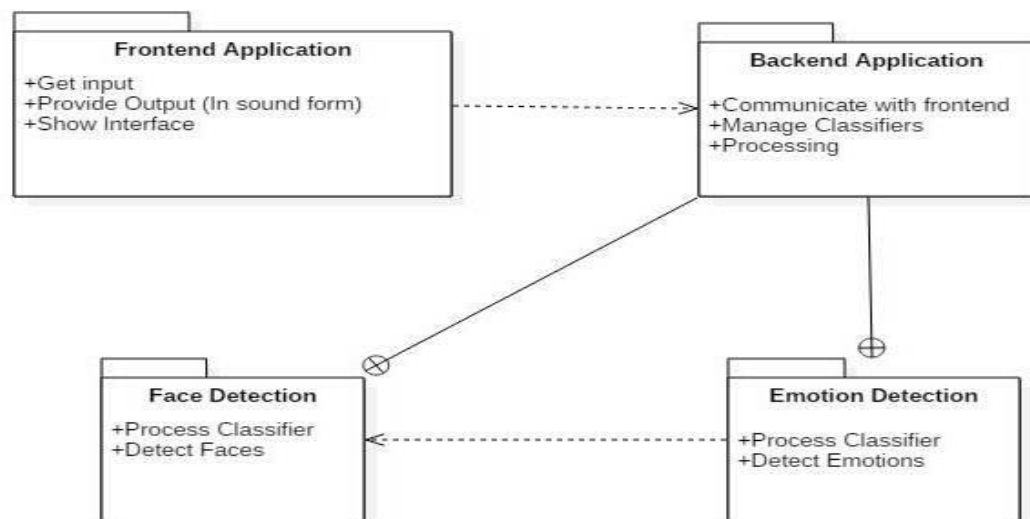 Frontend Application
+Get input
+Provide Output (In sound form)
+Show Interface
Backend Application
+Communicate with frontend
+Manage Classifiers
+Processing
Face Detection
+Process Classifier
+Detect Faces
Emotion Detection
+Process Classifier
+Detect Emotions